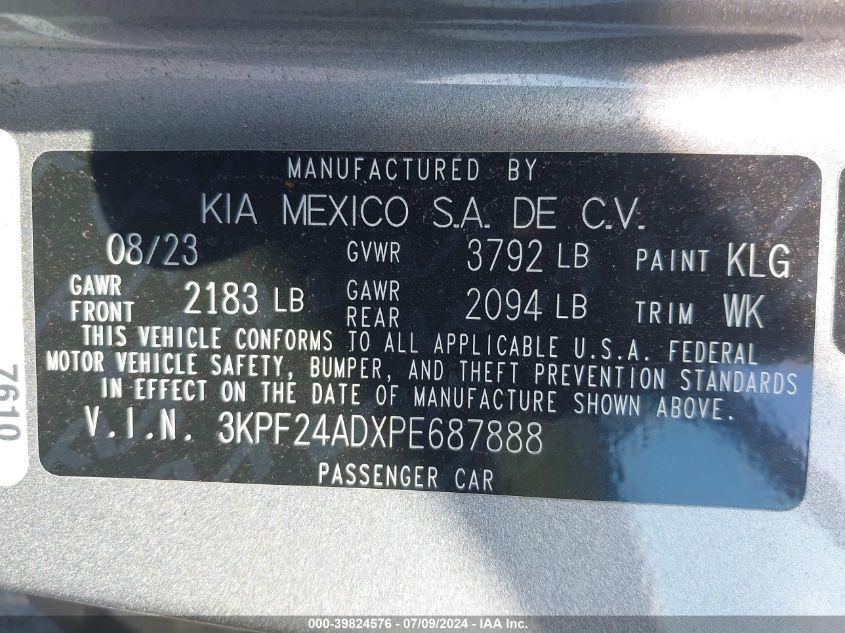 MANUFACTURED BY
KIA MEXICO S.A. DE C.V.
08/23 GVWR 3792 LB PAINT KLG
GAWR FRONT 2183 LB GAWR REAR 2094 LB TRIM WK
THIS VEHICLE CONFORMS TO ALL APPLICABLE U.S.A. FEDERAL
MOTOR VEHICLE SAFETY, BUMPER, AND THEFT PREVENTION STANDARDS
IN EFFECT ON THE DATE OF MANUFACTURE SHOWN ABOVE.
V.I.N. 3KPF24ADXPE687888
PASSENGER CAR
7610
000-39824576 - 07/09/2024 - IAA Inc.